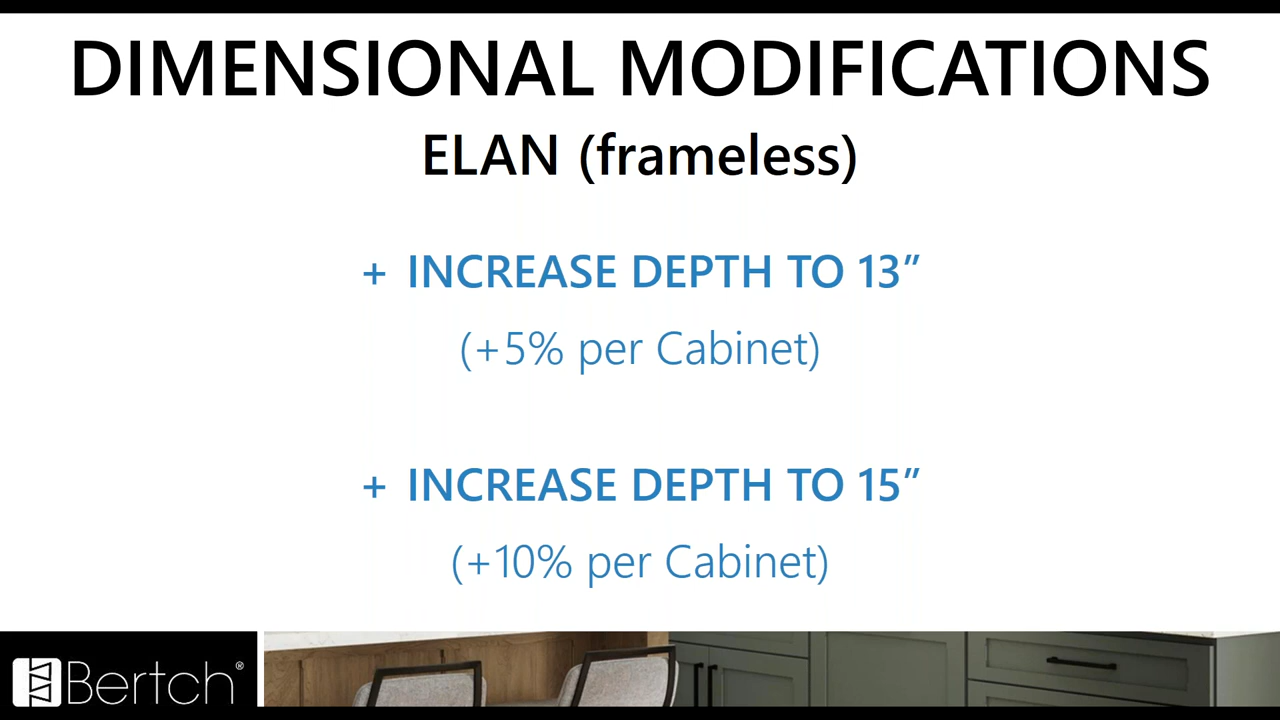 DIMENSIONAL MODIFICATIONS
ELAN (frameless)
+ INCREASE DEPTH TO 13”
(+5% per Cabinet)
+ INCREASE DEPTH TO 15”
(+10% per Cabinet)
Bertch®